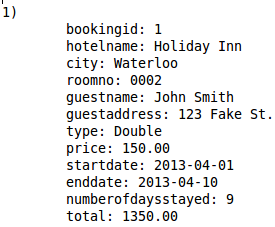 1)
bookingid: 1
hotelname: Holiday Inn
city: Waterloo
roomno: 0002
guestname: John Smith
guestaddress: 123 Fake St.
type: Double
price: 150.00
startdate: 2013-04-01
enddate: 2013-04-10
numberofdaysstayed: 9
total: 1350.00